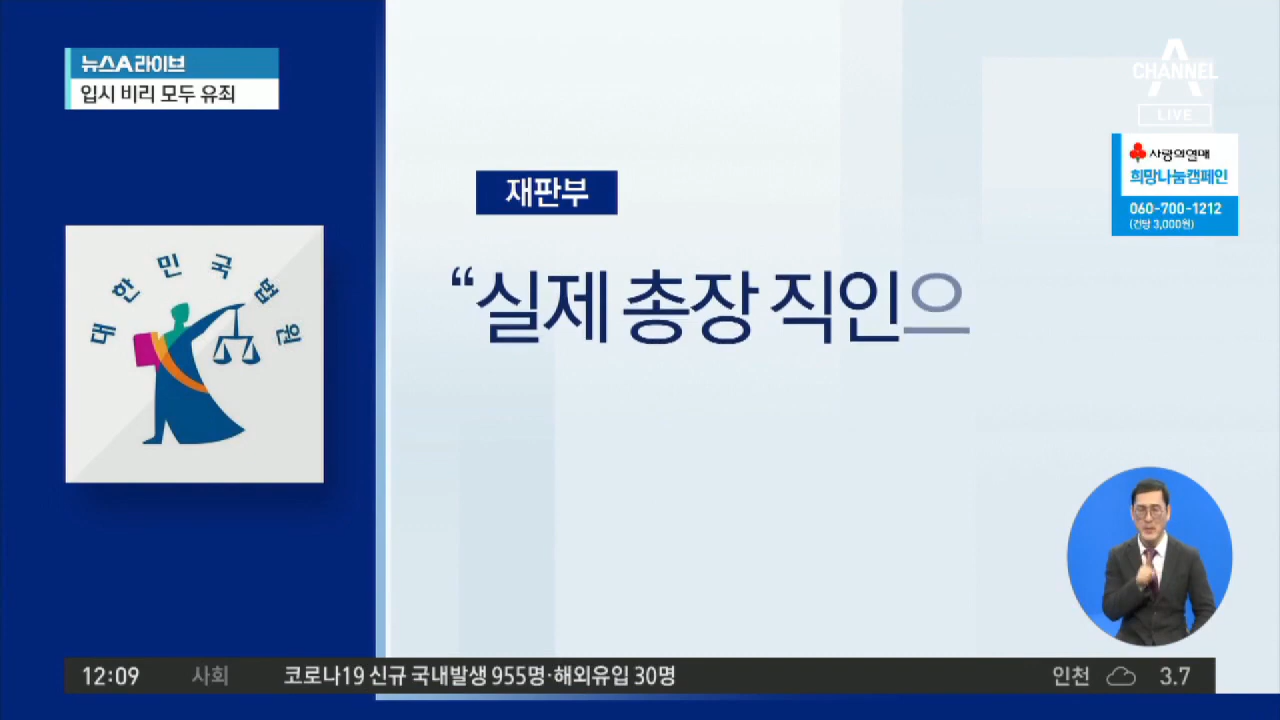 뉴스A 라이브
입시 비리 모두 유죄
CHANNEL A
LIVE
사랑의열매
희망나눔캠페인
060-700-1212
(건당 3,000원)
재판부
“실제 총장 직인으
대한민국법원
12:09 사회 코로나19 신규 국내발생 955명·해외유입 30명 인천 3.7